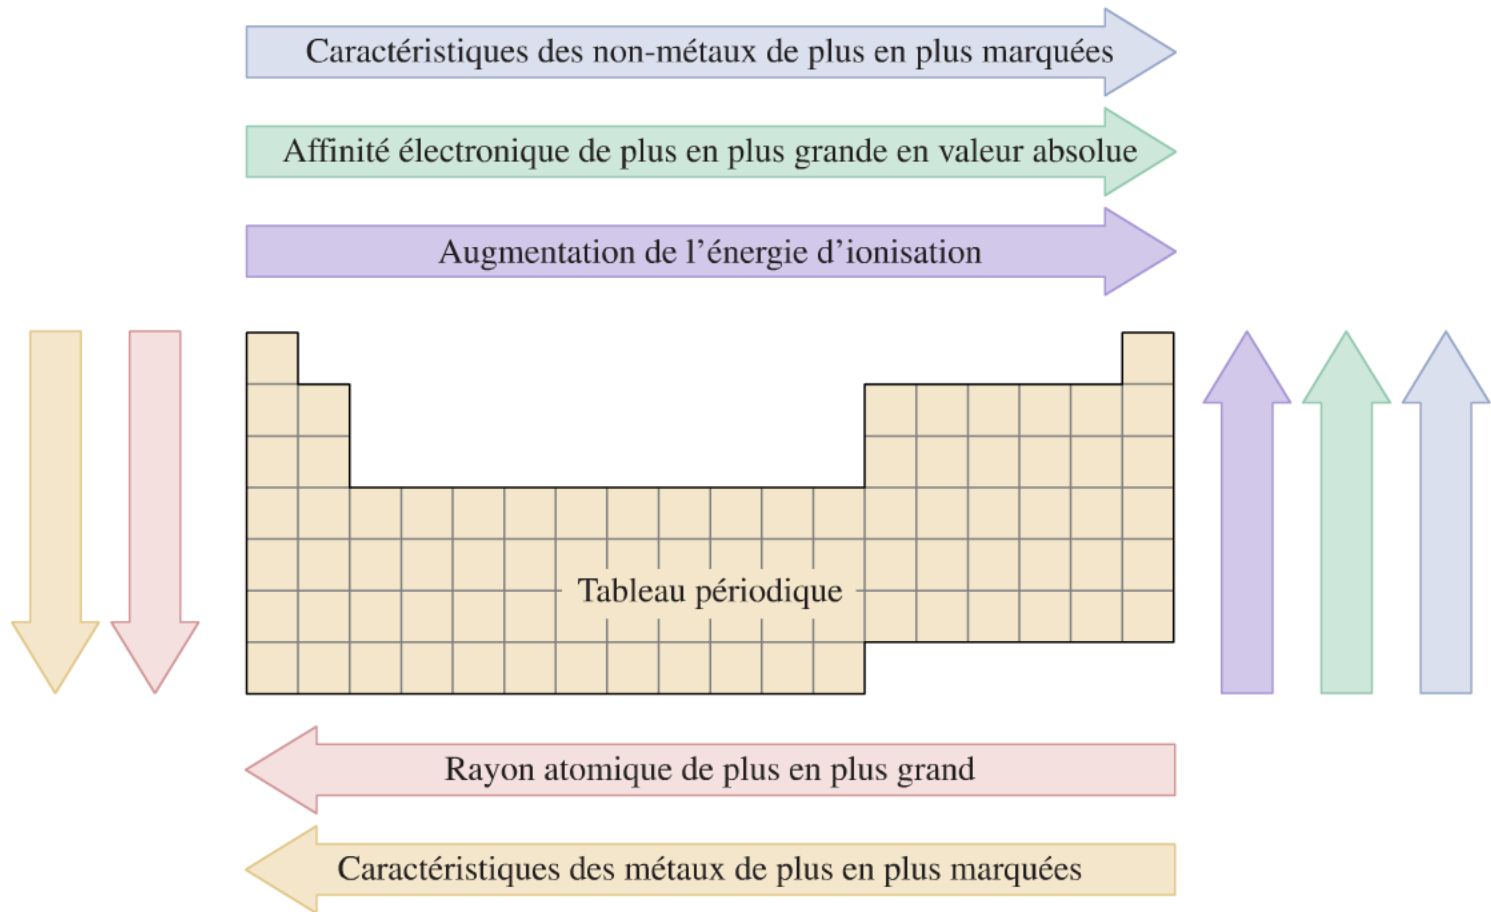 Caractéristiques des non-métaux de plus en plus marquées
Affinité électronique de plus en plus grande en valeur absolue
Augmentation de l’énergie d’ionisation
Tableau périodique
Rayon atomique de plus en plus grand
Caractéristiques des métaux de plus en plus marquées